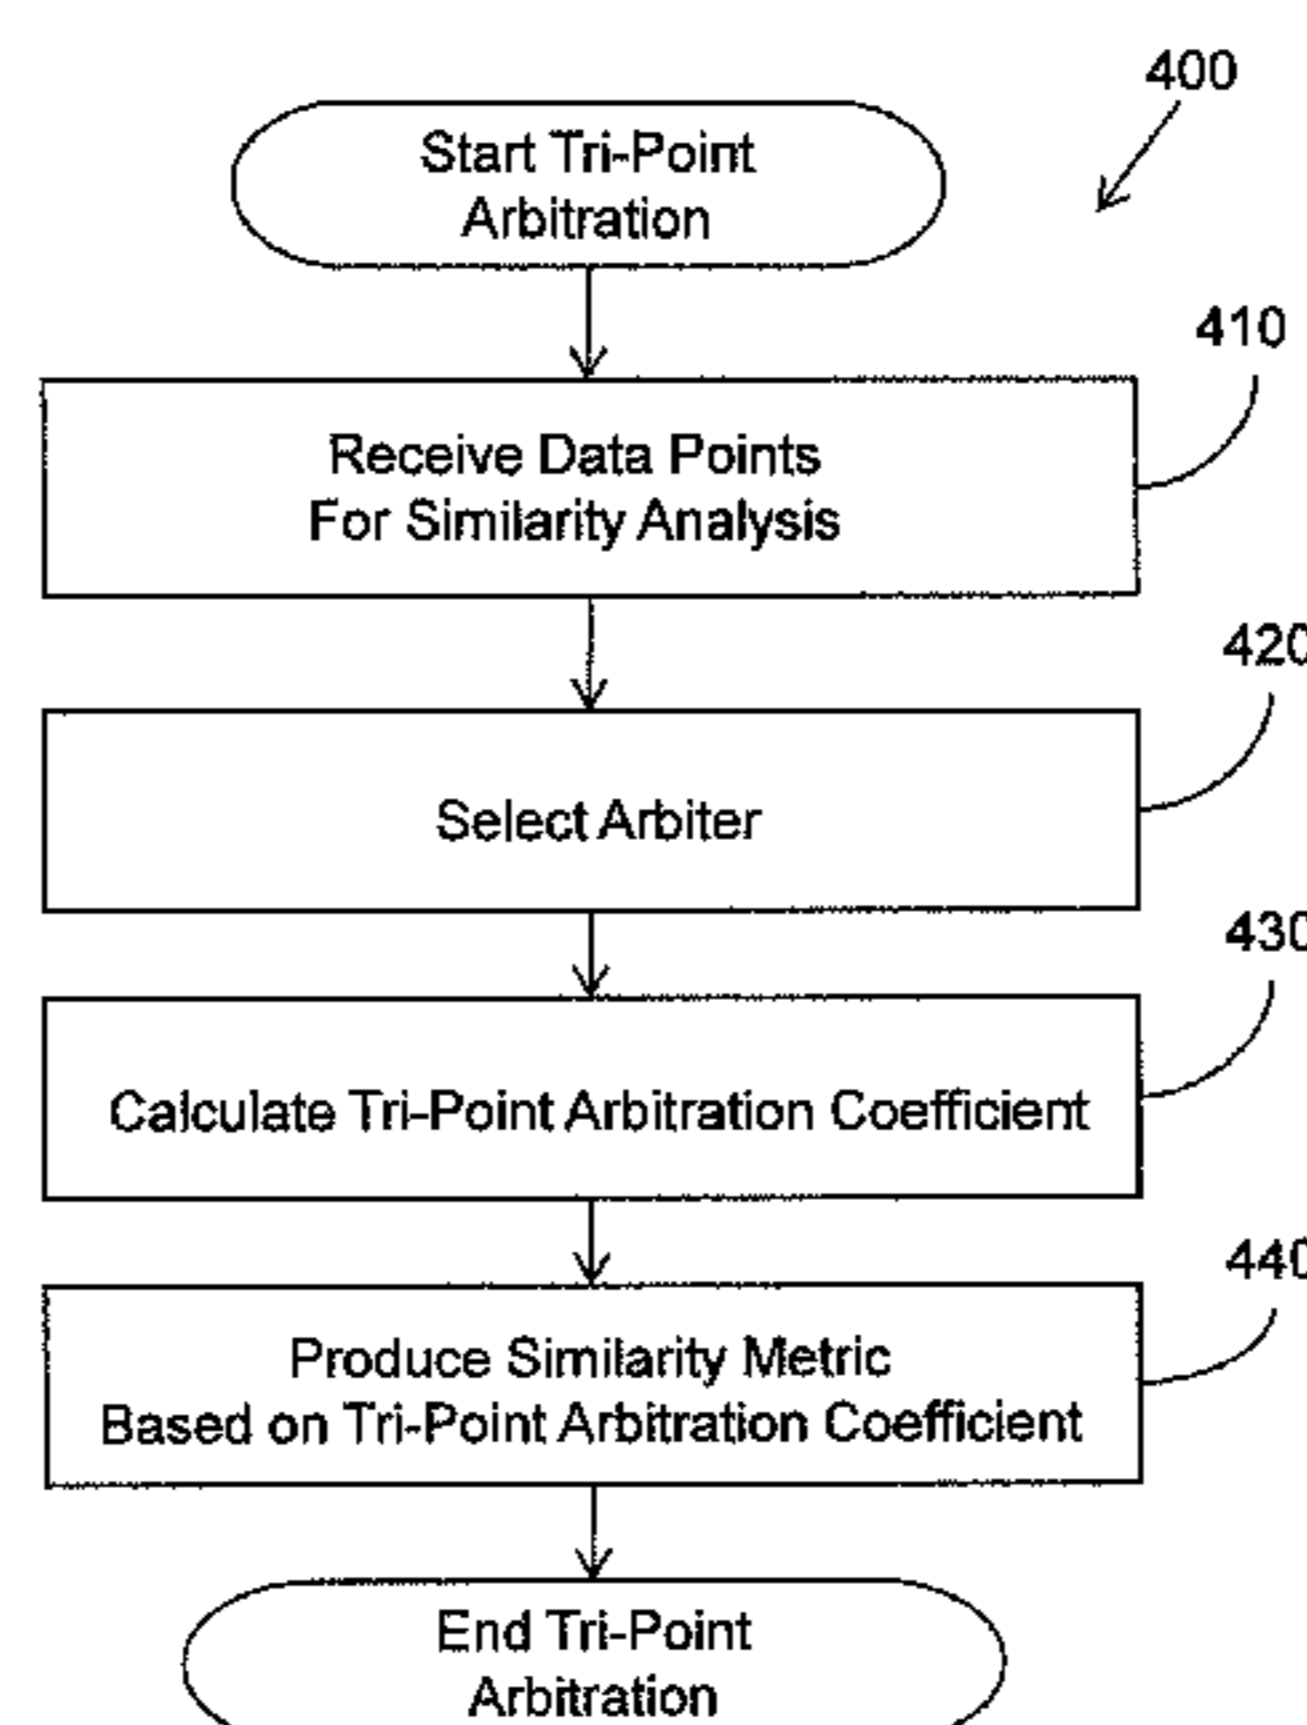 400
Start Tri-Point
Arbitration
410
Receive Data Points
For Similarity Analysis
420
Select Arbiter
430
Calculate Tri-Point Arbitration Coefficient
440
Produce Similarity Metric
Based on Tri-Point Arbitration Coefficient
End Tri-Point
Arbitration